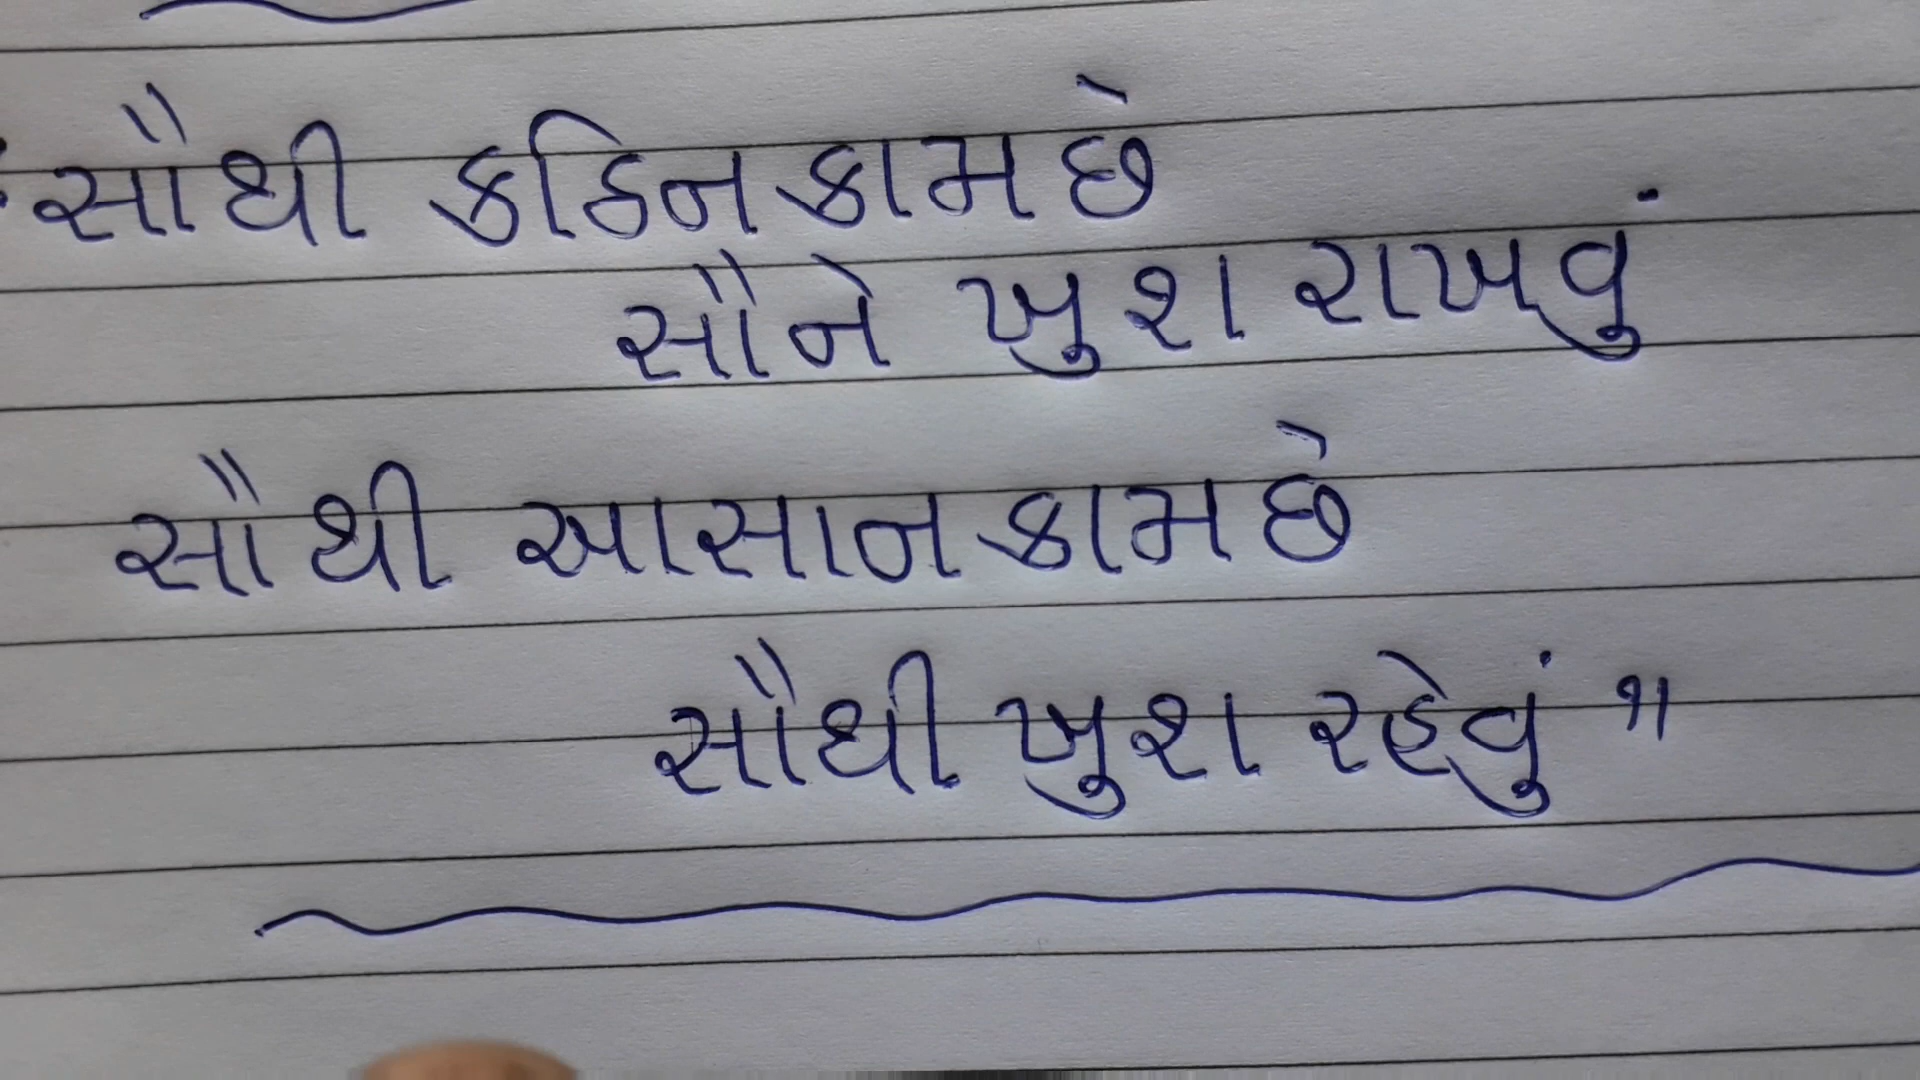 "સૌથી કઠિન કામ છે
સૌને ખુશ રાખવું
સૌથી આસાન કામ છે
સૌથી ખુશ રહેવું"